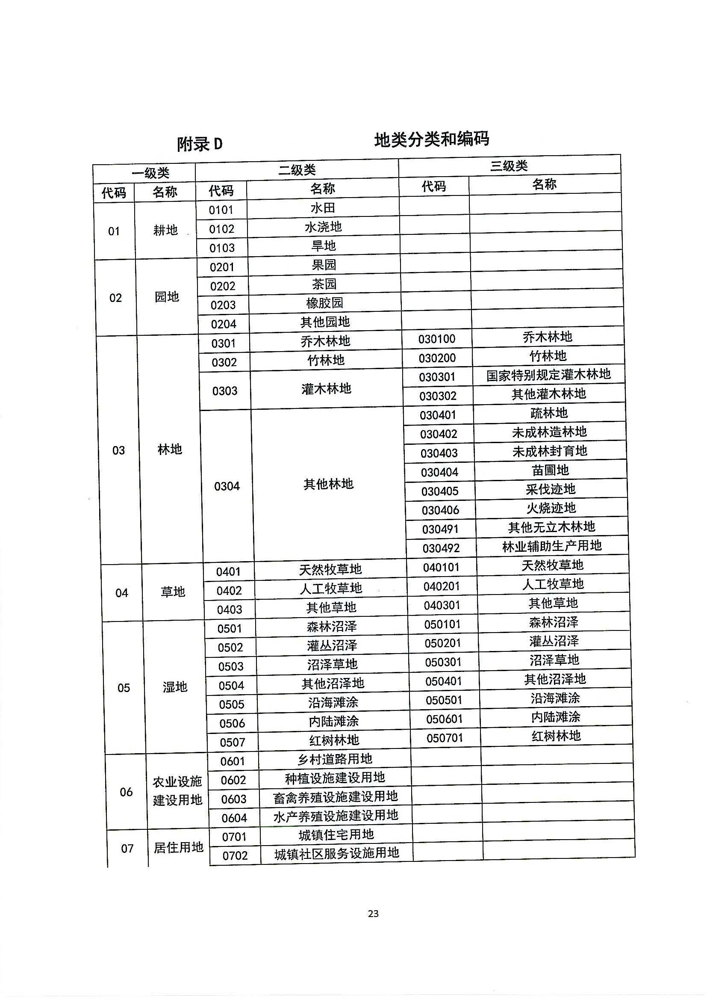 附录 D 地类分类和编码
一级类 二级类 三级类
代码 名称 代码 名称 代码 名称
01 耕地 0101 水田
0102 水浇地
0103 旱地
02 园地 0201 果园
0202 茶园
0203 橡胶园
0204 其他园地
03 林地 0301 乔木林地 030100 乔木林地
0302 竹林地 030200 竹林地
0303 灌木林地 030301 国家特别规定灌木林地
030302 其他灌木林地
0304 其他林地 030401 疏林地
030402 未成林造林地
030403 未成林封育地
030404 苗圃地
030405 采伐迹地
030406 火烧迹地
030491 其他无立木林地
030492 林业辅助生产用地
04 草地 0401 天然牧草地 040101 天然牧草地
0402 人工牧草地 040201 人工牧草地
0403 其他草地 040301 其他草地
05 湿地 0501 森林沼泽 050101 森林沼泽
0502 灌丛沼泽 050201 灌丛沼泽
0503 沼泽草地 050301 沼泽草地
0504 其他沼泽地 050401 其他沼泽地
0505 沿海滩涂 050501 沿海滩涂
0506 内陆滩涂 050601 内陆滩涂
0507 红树林地 050701 红树林地
06 农业设施
建设用地 0601 乡村道路用地
0602 种植设施建设用地
0603 畜禽养殖设施建设用地
0604 水产养殖设施建设用地
07 居住用地 0701 城镇住宅用地
0702 城镇社区服务设施用地
23